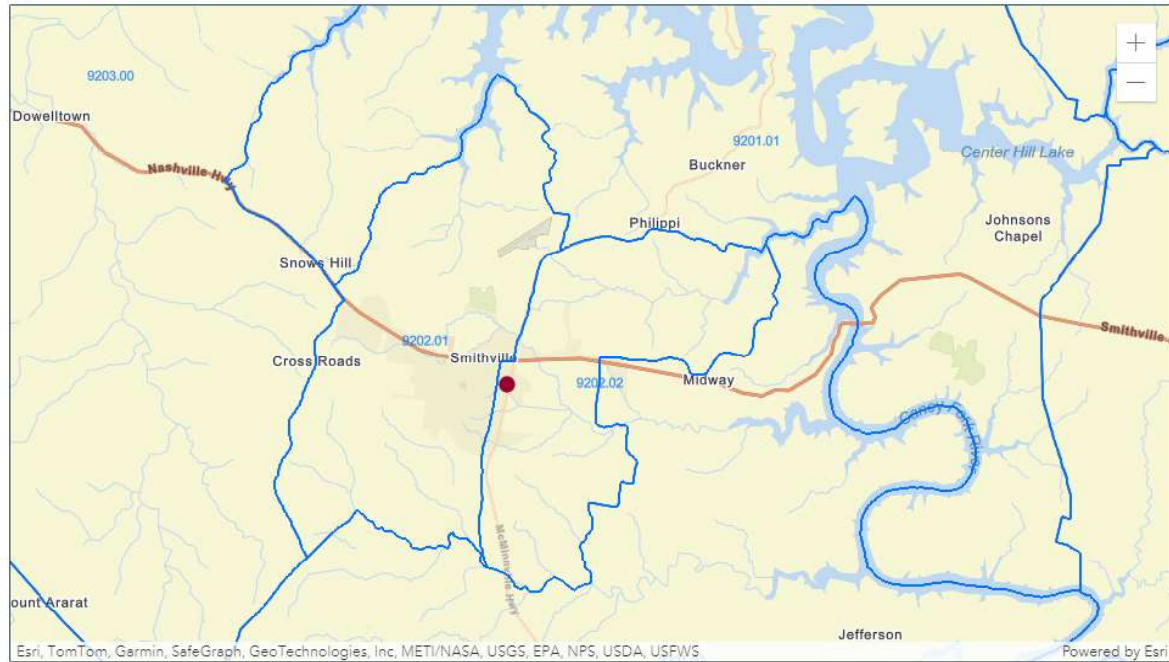 +
9203.00
/Dowelltown
−
9201.01
Center Hill Lake
Buckner
Nashville Hwy
Philippi
Johnsons
Chapel
Snows Hill
Smithville
9202.01
Smithville
Cross Roads
Midway
9202.02
Caney Fork River
McMinnville Hwy
ount Ararat
Jefferson
Esri, TomTom, Garmin, SafeGraph, GeoTechnologies, Inc, METI/NASA, USGS, EPA, NPS, USDA, USFWS
Powered by Esri